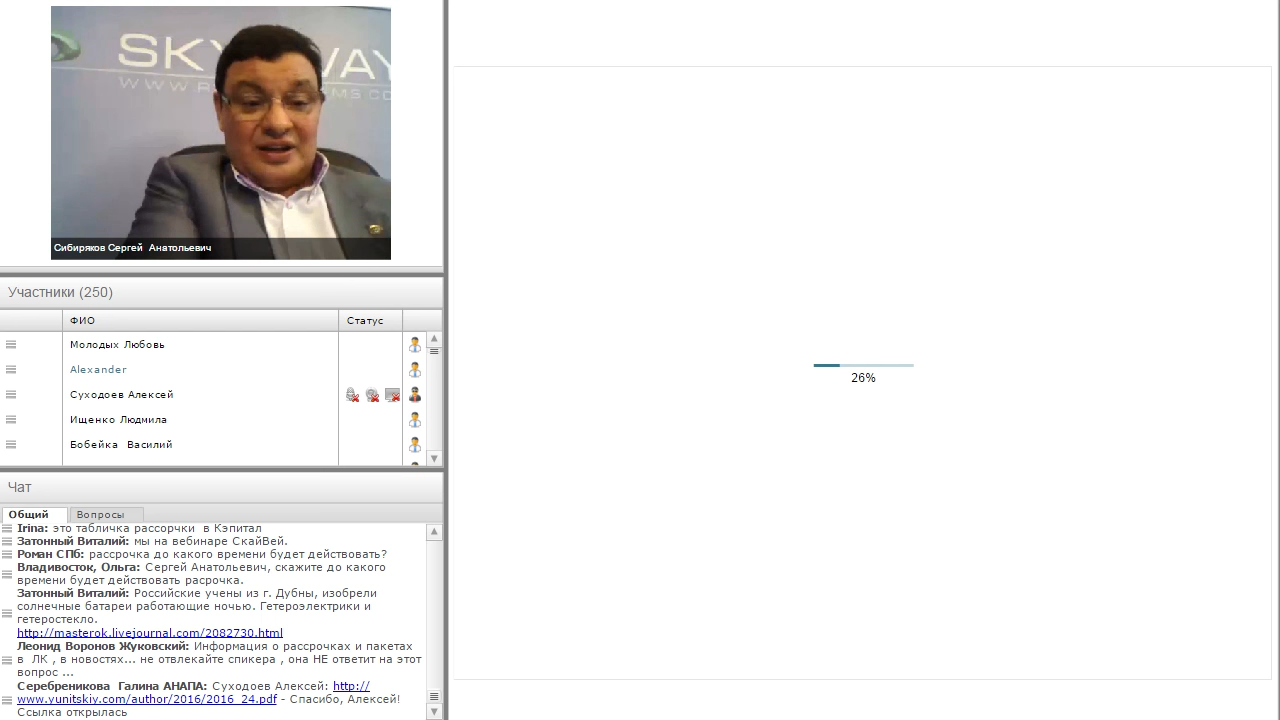 SKY WAY
WWW.R
MS.CO
Сибиряков Сергей Анатольевич
Участники (250)
ФИО Статус
Молодых Любовь
Alexander
Суходоев Алексей
Ищенко Людмила
Бобейка Василий
Чат
Общий Вопросы
Irina: это табличка рассорчки в Кэпитал
Затонный Виталий: мы на вебинаре СкайВей.
Роман СПб: рассрочка до какого времени будет действовать?
Владивосток, Ольга: Сергей Анатольевич, скажите до какого
времени будет действовать расрочка.
Затонный Виталий: Российские учены из г. Дубны, изобрели
солнечные батареи работающие ночью. Гетероэлектрики и
гетеростекло.
http://masterok.livejournal.com/2082730.html
Леонид Воронов Жуковский: Информация о рассрочках и пакетах
в ЛК , в новостях... не отвлекайте спикера , она НЕ ответит на этот
вопрос ...
Серебреникова Галина АНАПА: Суходоев Алексей: http://
www.yunitskiy.com/author/2016/2016_24.pdf - Спасибо, Алексей!
Ссылка открылась
26%